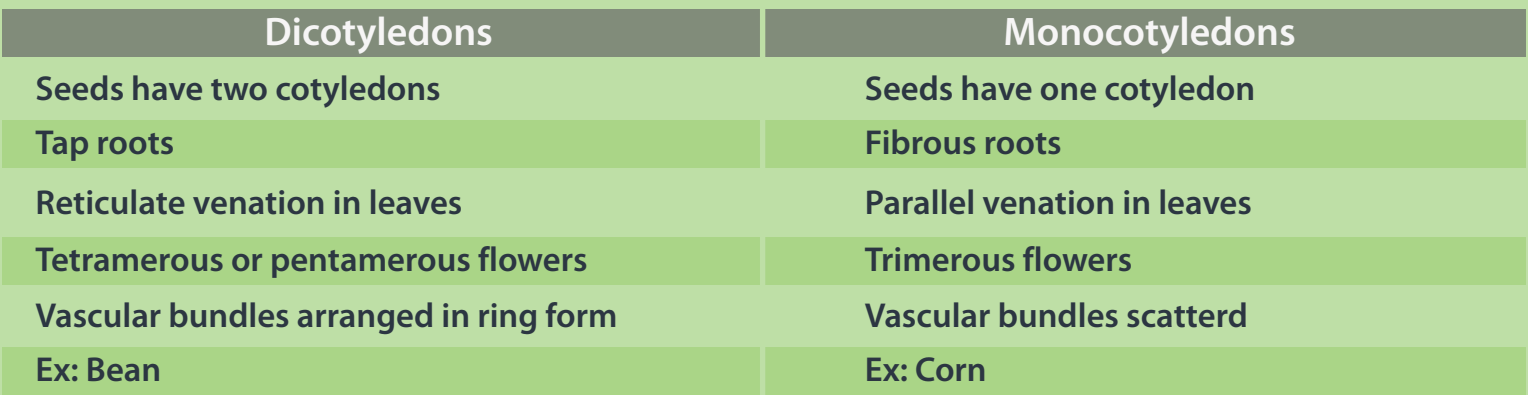 Dicotyledons Monocotyledons
Seeds have two cotyledons Seeds have one cotyledon
Tap roots Fibrous roots
Reticulate venation in leaves Parallel venation in leaves
Tetramerous or pentamerous flowers Trimerous flowers
Vascular bundles arranged in ring form Vascular bundles scatterd
Ex: Bean Ex: Corn